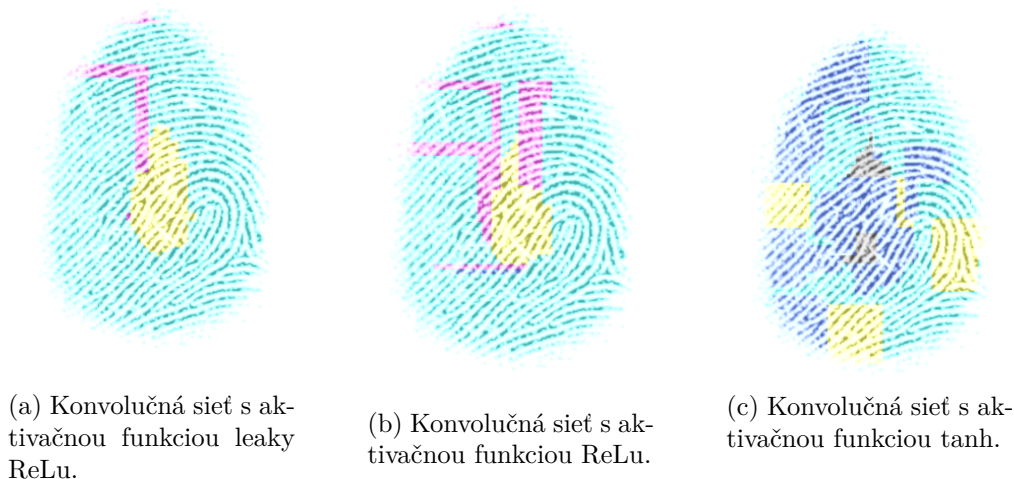 (a) Konvolučná sieť s ak-
tivačnou funkciou leaky
ReLu.
(b) Konvolučná sieť s ak-
tivačnou funkciou ReLu.
(c) Konvolučná sieť s ak-
tivačnou funkciou tanh.